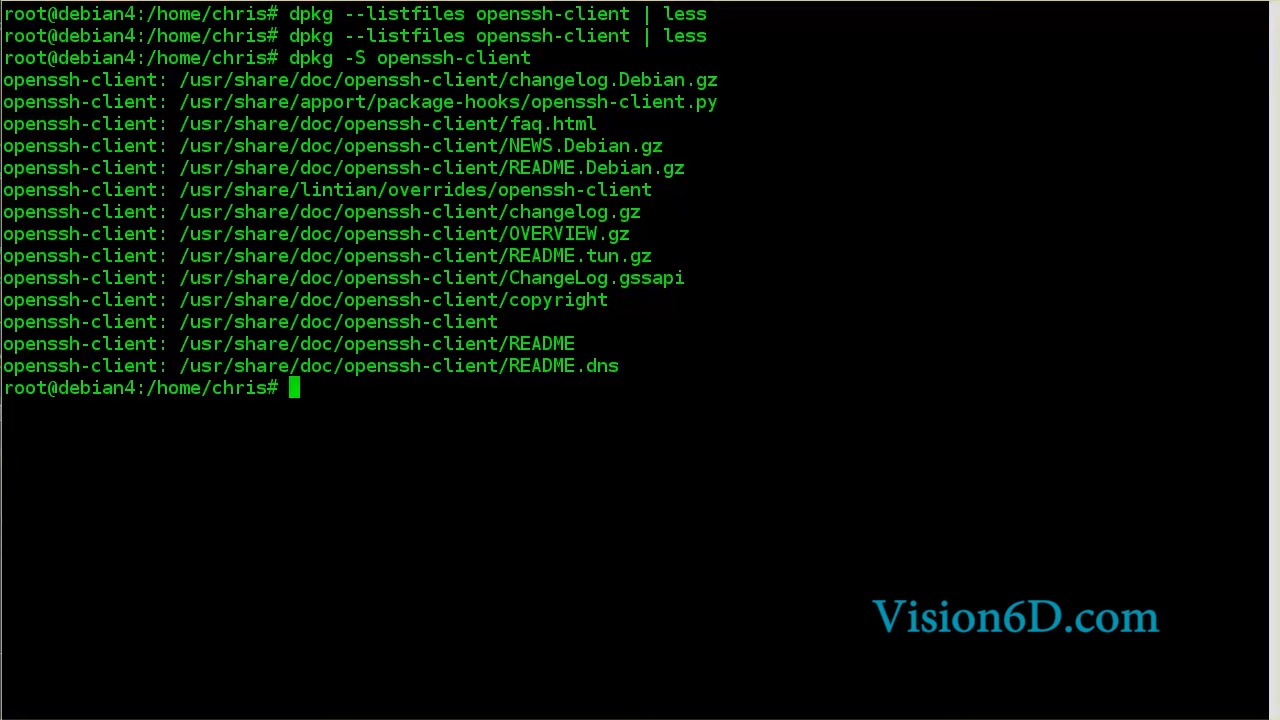 root@debian4:/home/chris# dpkg --listfiles openssh-client | less
root@debian4:/home/chris# dpkg --listfiles openssh-client | less
root@debian4:/home/chris# dpkg -S openssh-client
openssh-client: /usr/share/doc/openssh-client/changelog.Debian.gz
openssh-client: /usr/share/apport/package-hooks/openssh-client.py
openssh-client: /usr/share/doc/openssh-client/faq.html
openssh-client: /usr/share/doc/openssh-client/NEWS.Debian.gz
openssh-client: /usr/share/doc/openssh-client/README.Debian.gz
openssh-client: /usr/share/lintian/overrides/openssh-client
openssh-client: /usr/share/doc/openssh-client/changelog.gz
openssh-client: /usr/share/doc/openssh-client/OVERVIEW.gz
openssh-client: /usr/share/doc/openssh-client/README.tun.gz
openssh-client: /usr/share/doc/openssh-client/ChangeLog.gssapi
openssh-client: /usr/share/doc/openssh-client/copyright
openssh-client: /usr/share/doc/openssh-client
openssh-client: /usr/share/doc/openssh-client/README
openssh-client: /usr/share/doc/openssh-client/README.dns
root@debian4:/home/chris#
Vision6D.com